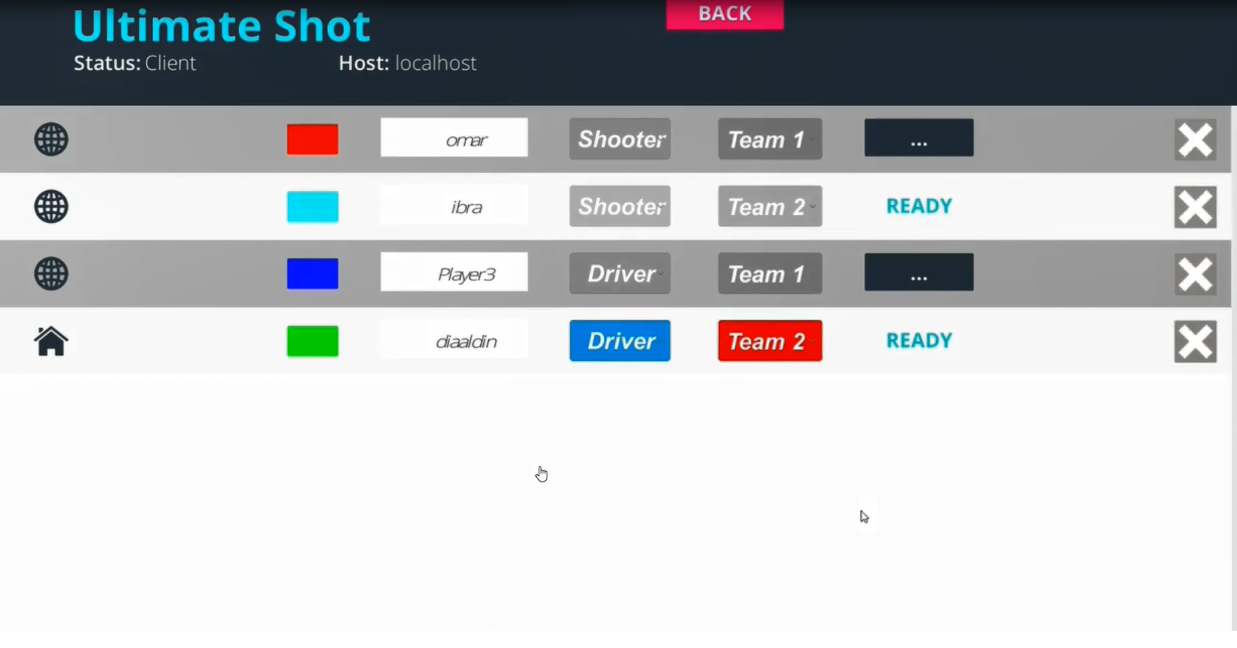 Ultimate Shot
BACK
Status: Client
Host: localhost
omar Shooter Team 1 ...
ibra Shooter Team 2 READY
Player3 Driver Team 1 ...
diaaldin Driver Team 2 READY